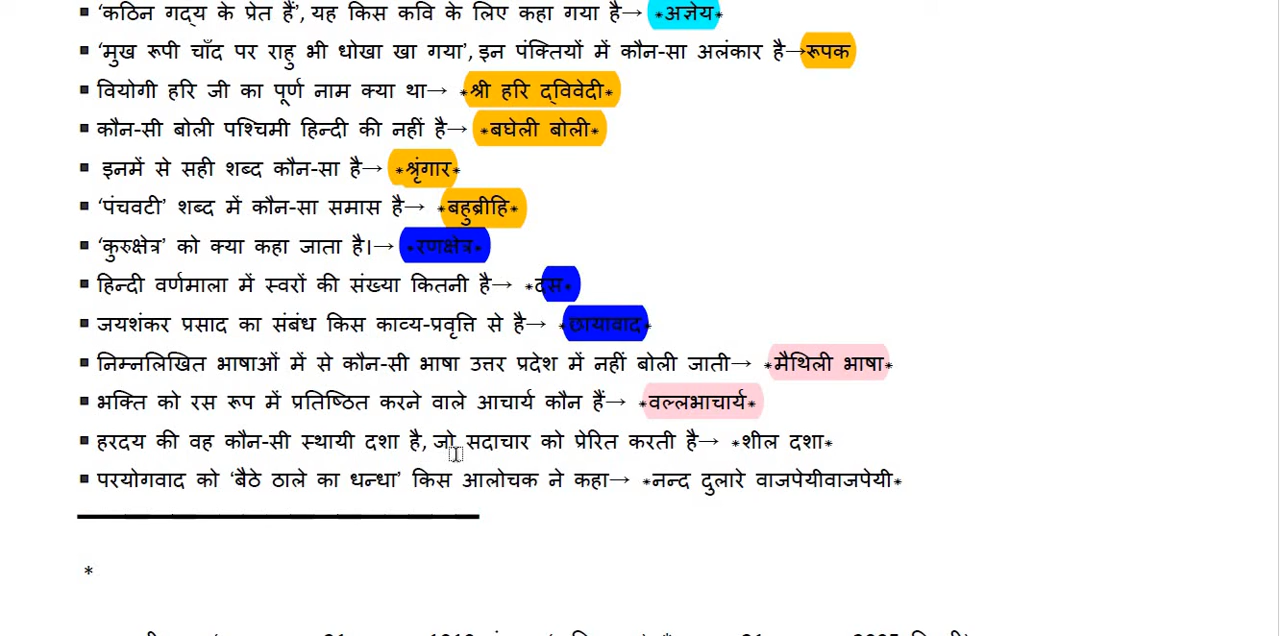 ▪ ‘कठिन गद्य के प्रेत हैं’, यह किस कवि के लिए कहा गया है→ *अज्ञेय*
▪ ‘मुख रूपी चाँद पर राहु भी धोखा खा गया’, इन पंक्तियों में कौन-सा अलंकार है→रूपक
▪ वियोगी हरि जी का पूर्ण नाम क्या था→ *श्री हरि द्विवेदी*
▪ कौन-सी बोली पश्चिमी हिन्दी की नहीं है→ *बघेली बोली*
▪ इनमें से सही शब्द कौन-सा है→ *श्रृंगार*
▪ ‘पंचवटी’ शब्द में कौन-सा समास है→ *बहुब्रीहि*
▪ ‘कुरुक्षेत्र’ को क्या कहा जाता है।→ *रणक्षेत्र*
▪ हिन्दी वर्णमाला में स्वरों की संख्या कितनी है→ *दस*
▪ जयशंकर प्रसाद का संबंध किस काव्य-प्रवृत्ति से है→ *छायावाद*
▪ निम्नलिखित भाषाओं में से कौन-सी भाषा उत्तर प्रदेश में नहीं बोली जाती→ *मैथिली भाषा*
▪ भक्ति को रस रूप में प्रतिष्ठित करने वाले आचार्य कौन हैं→ *वल्लभाचार्य*
▪ हरदय की वह कौन-सी स्थायी दशा है, जो सदाचार को प्रेरित करती है→ *शील दशा*
▪ परयोगवाद को ‘बैठे ठाले का धन्धा’ किस आलोचक ने कहा→ *नन्द दुलारे वाजपेयीवाजपेयी*
*